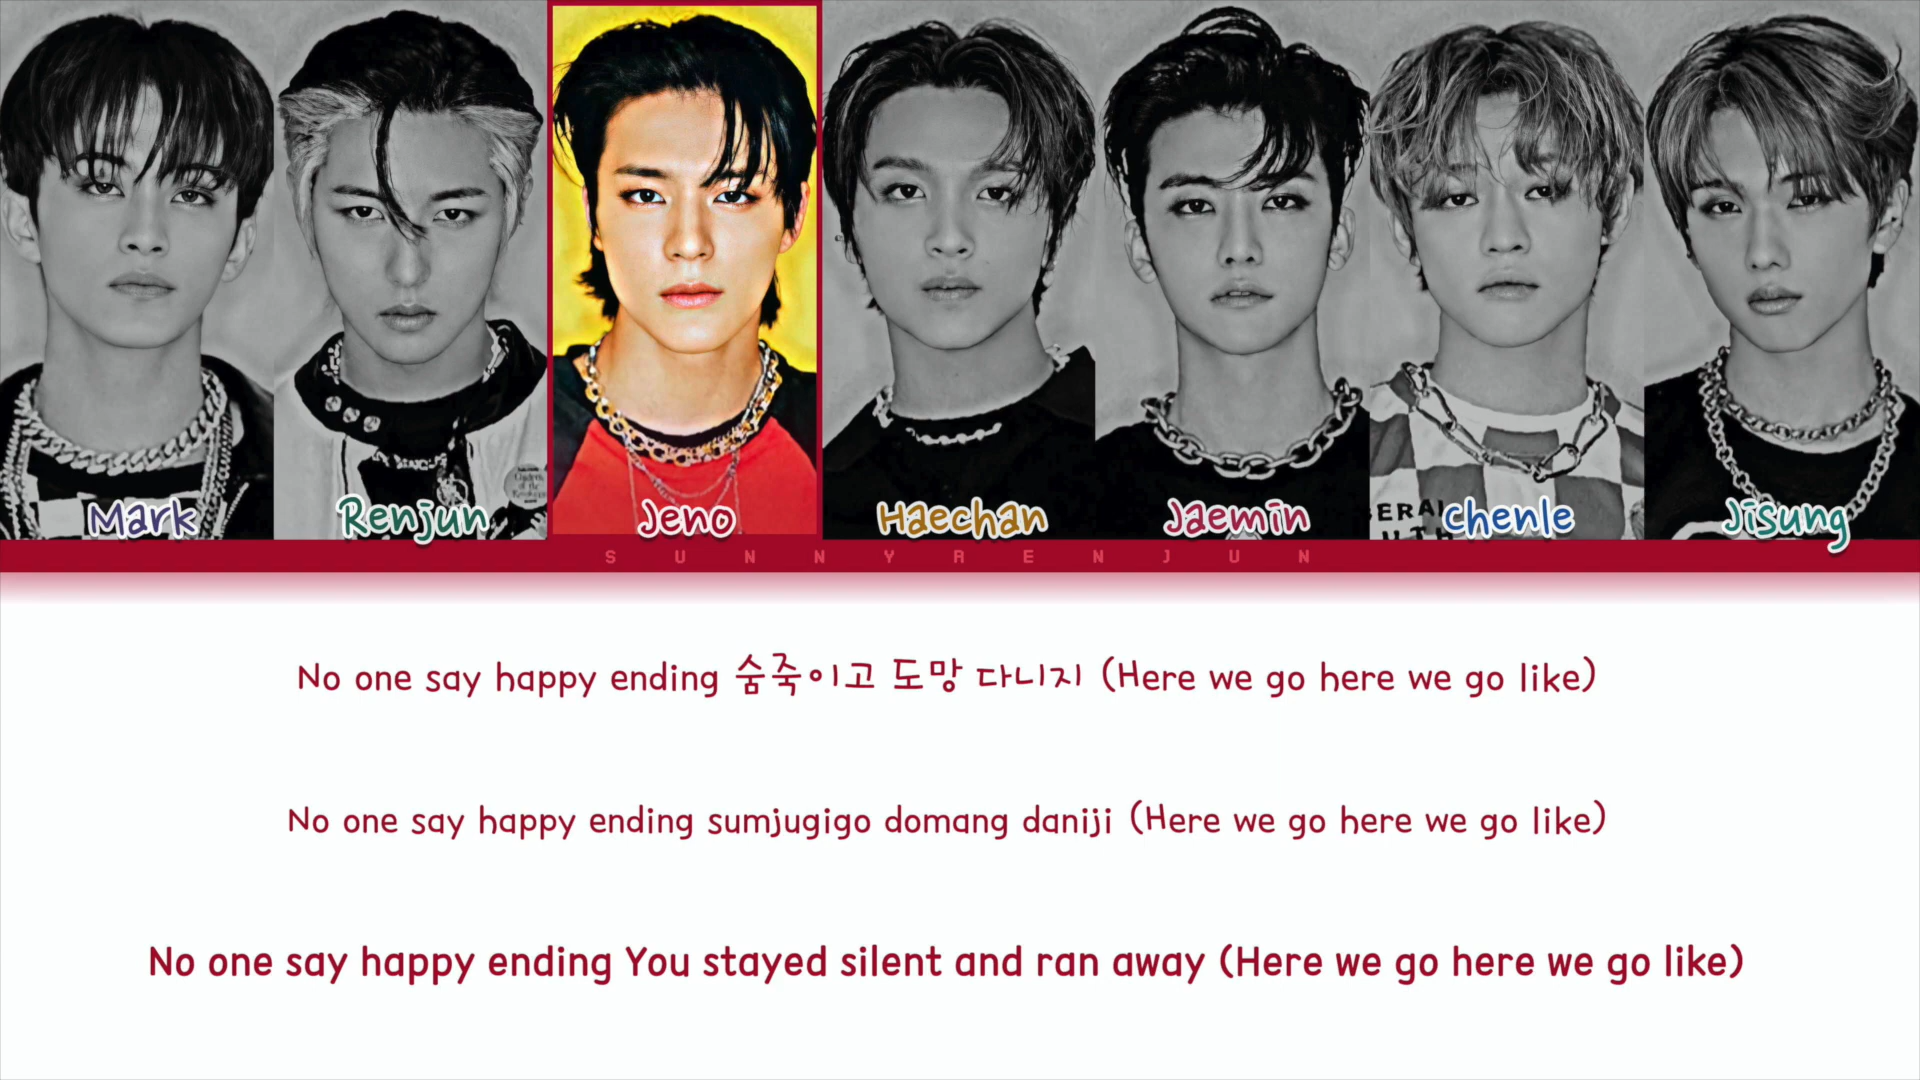 Mark
Renjun
Jeno
Haechan
Jaemin
Chenle
Jisung
SUNNYRENJUN
No one say happy ending 숨죽이고 도망 다니지 (Here we go here we go like)
No one say happy ending sumjugigo domang daniji (Here we go here we go like)
No one say happy ending You stayed silent and ran away (Here we go here we go like)